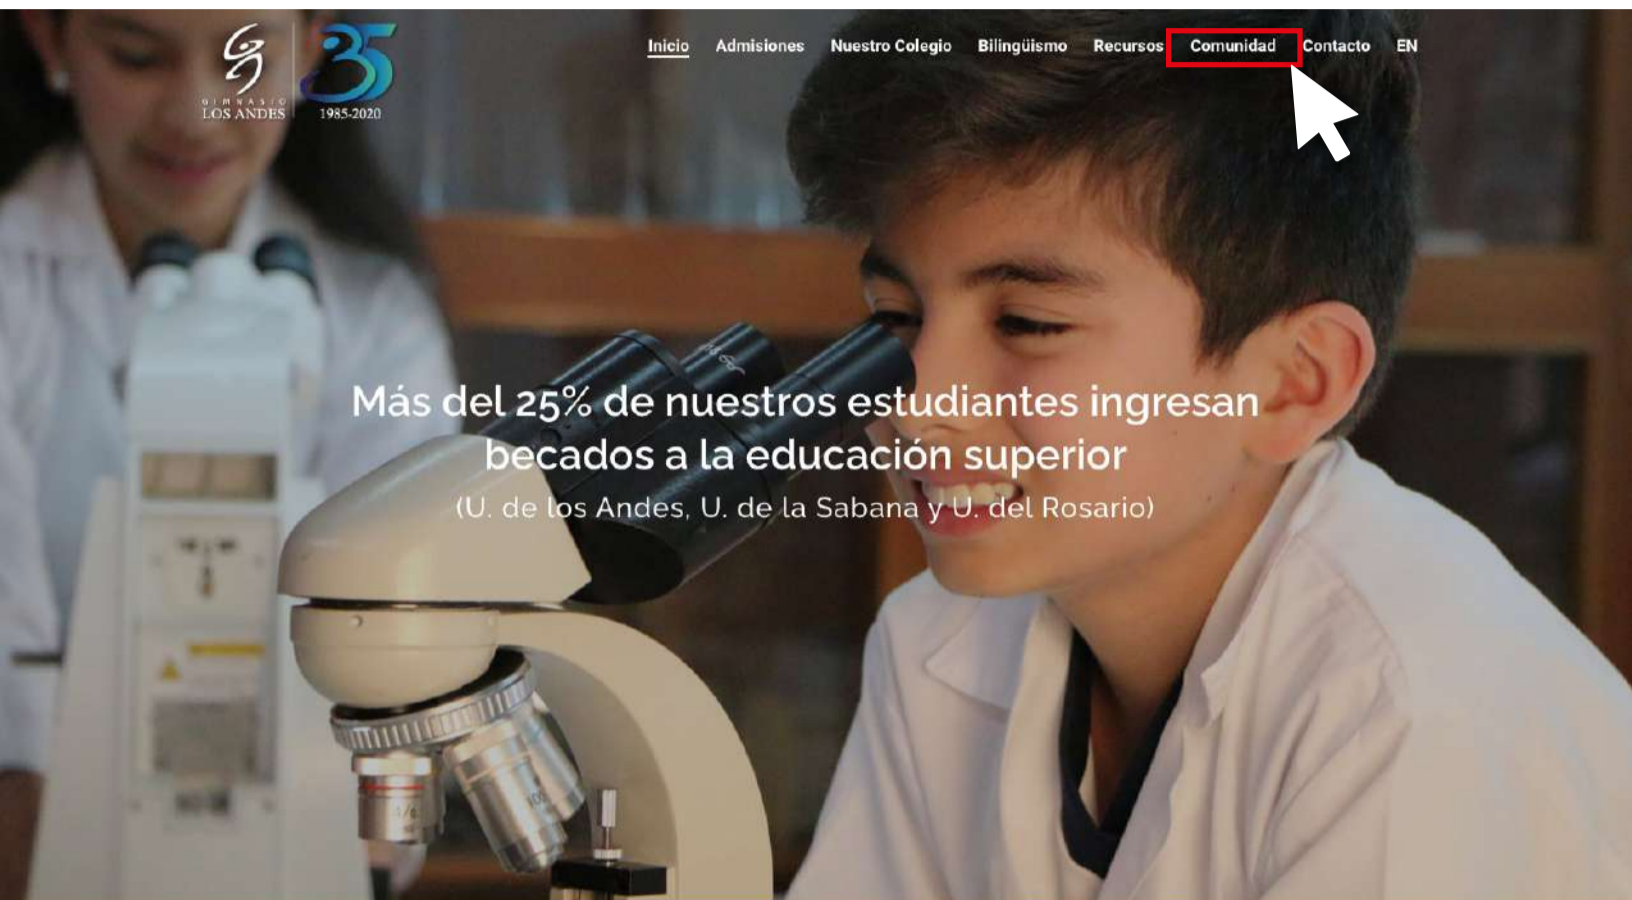 GIMNASIO
LOS ANDES
35
1985-2020
Inicio Admisiones Nuestro Colegio Bilingüismo Recursos Comunidad Contacto EN
Más del 25% de nuestros estudiantes ingresan
becados a la educación superior
(U. de los Andes, U. de la Sabana y U. del Rosario)